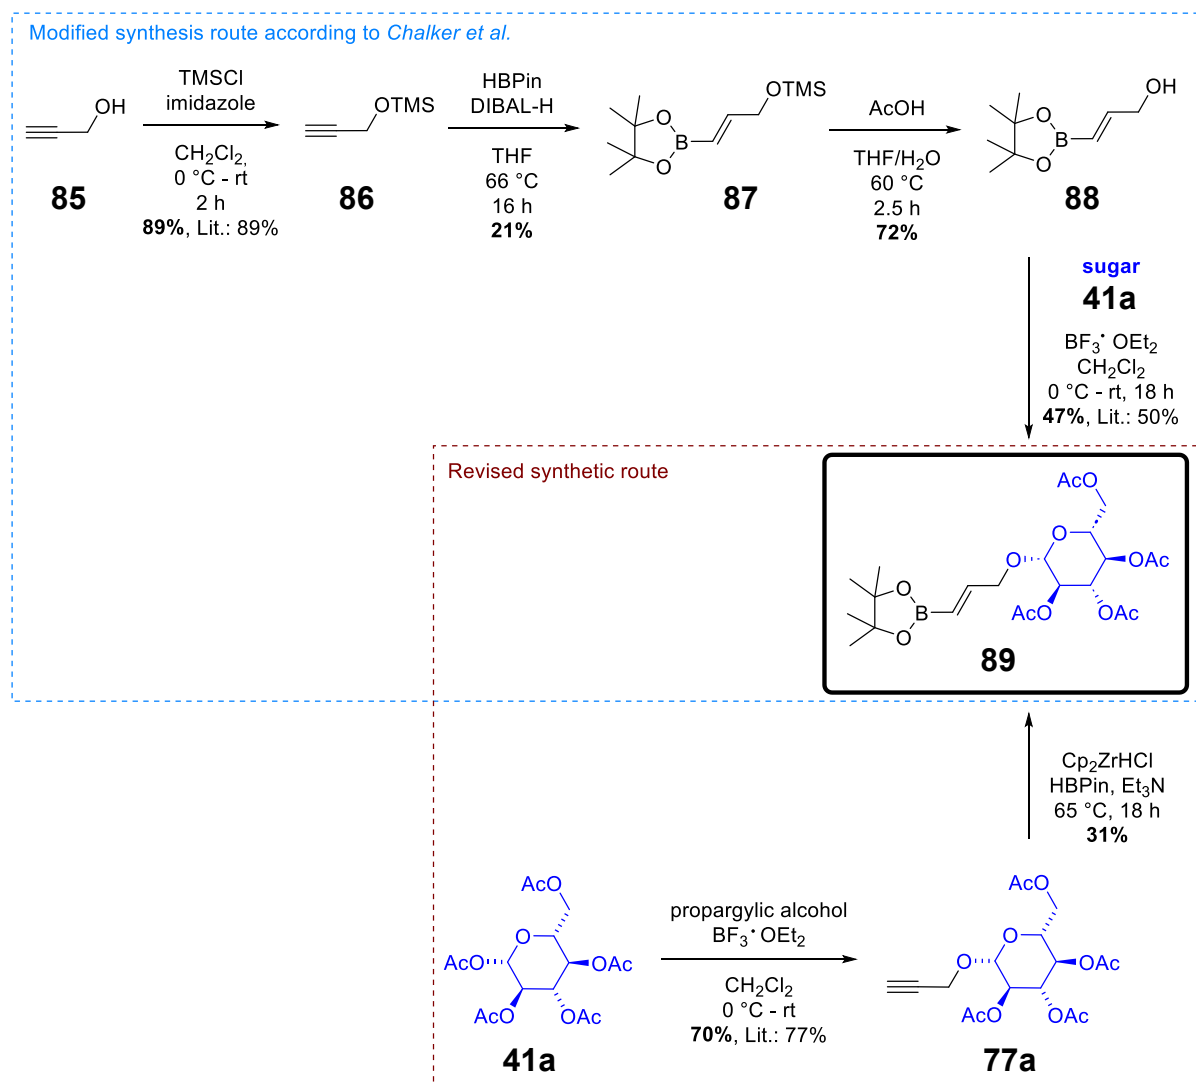 Modified synthesis route according to Chalker et al.
OH
85
TMSCl
imidazole
CH2Cl2,
0 °C - rt
2 h
89%, Lit.: 89%
OTMS
86
HBPin
DIBAL-H
THF
66 °C
16 h
21%
O
B
O
OTMS
87
AcOH
THF/H2O
60 °C
2.5 h
72%
O
B
O
OH
88
sugar
41a
BF3· OEt2
CH2Cl2
0 °C - rt, 18 h
47%, Lit.: 50%
Revised synthetic route
AcO
O
O
OAc
O
B
O
AcO
OAc
89
Cp2ZrHCl
HBPin, Et3N
65 °C, 18 h
31%
AcO
O
AcO
OAc
AcO
OAc
41a
propargylic alcohol
BF3· OEt2
CH2Cl2
0 °C - rt
70%, Lit.: 77%
AcO
O
O
OAc
AcO
OAc
77a